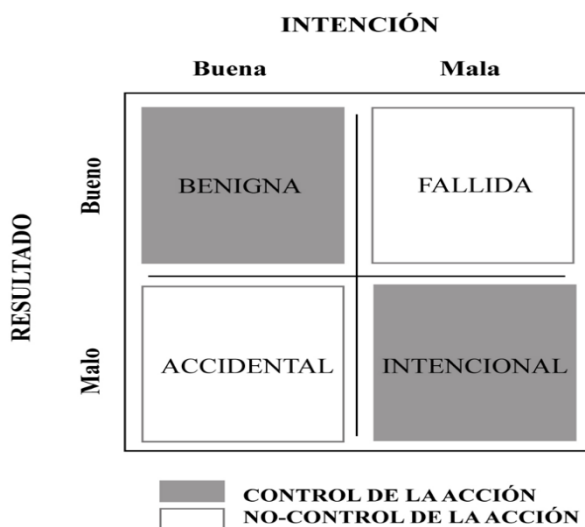 INTENCIÓN
Buena Mala
RESULTADO
Bueno
BENIGNA FALLIDA
Malo
ACCIDENTAL INTENCIONAL
CONTROL DE LA ACCIÓN
NO-CONTROL DE LA ACCIÓN